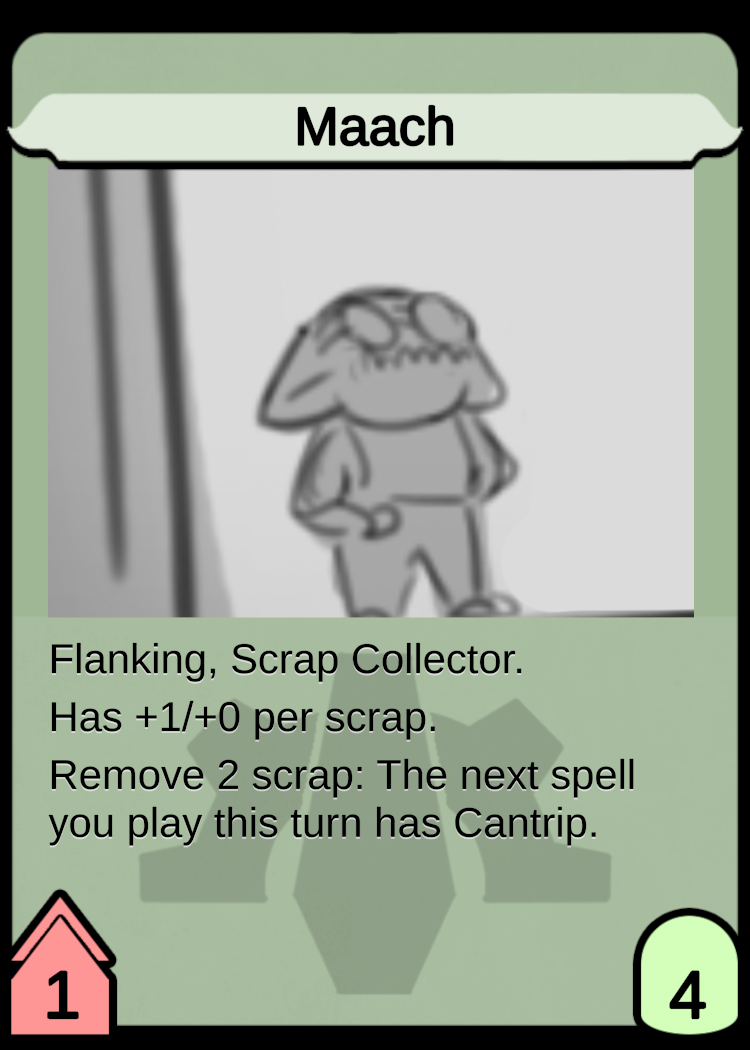 Maach
Flanking, Scrap Collector.
Has +1/+0 per scrap.
Remove 2 scrap: The next spell
you play this turn has Cantrip.
1
4